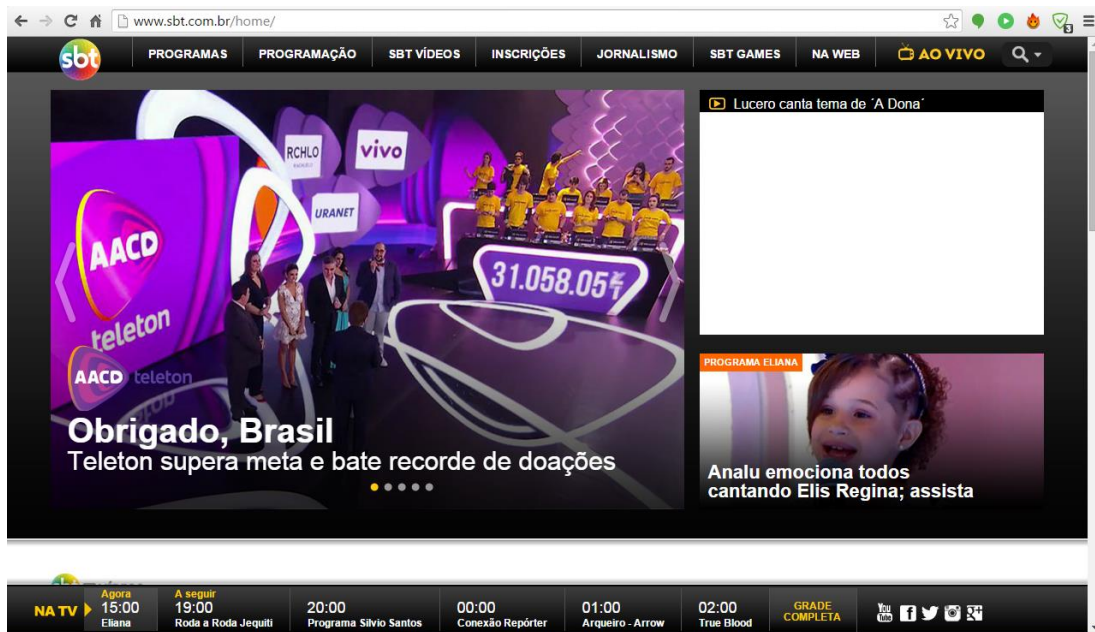 www.sbt.com.br/home/
3
sbt
PROGRAMAS
PROGRAMAÇÃO
SBT VÍDEOS
INSCRIÇÕES
JORNALISMO
SBT GAMES
NA WEB
AO VIVO
RCHLO
vivo
URANET
AACD
teleton
31.058.05
AACD teleton
Obrigado, Brasil
Teleton supera meta e bate recorde de doações
Lucero canta tema de ´A Dona´
PROGRAMA ELIANA
Analu emociona todos
cantando Elis Regina; assista
NA TV
Agora
15:00
Eliana
A seguir
19:00
Roda a Roda Jequiti
20:00
Programa Silvio Santos
00:00
Conexão Repórter
01:00
Arqueiro - Arrow
02:00
True Blood
GRADE
COMPLETA
You
Tube